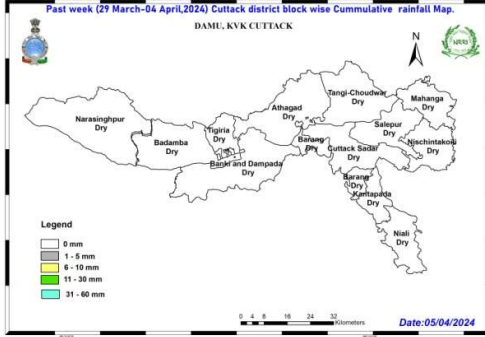 Past week (29 March-04 April,2024) Cuttack district block wise Cummulative rainfall Map.
DAMU, KVK CUTTACK
N
NRRI
Tangi-Choudwar
Dry
Mahanga
Dry
Athagad
Dry
Narasinghpur
Dry
Salepur
Dry
Tigiria
Dry
Badamba
Dry
Barang
Dry
Cuttack Sadar
Dry
Nischintakoili
Dry
Banki and Dampada
Dry
Barang
Dry
Kantapada
Dry
Niali
Dry
Legend
0 mm
1 - 5 mm
6 - 10 mm
11 - 30 mm
31 - 60 mm
0 4 8 16 24 32
Kilometers
Date:05/04/2024